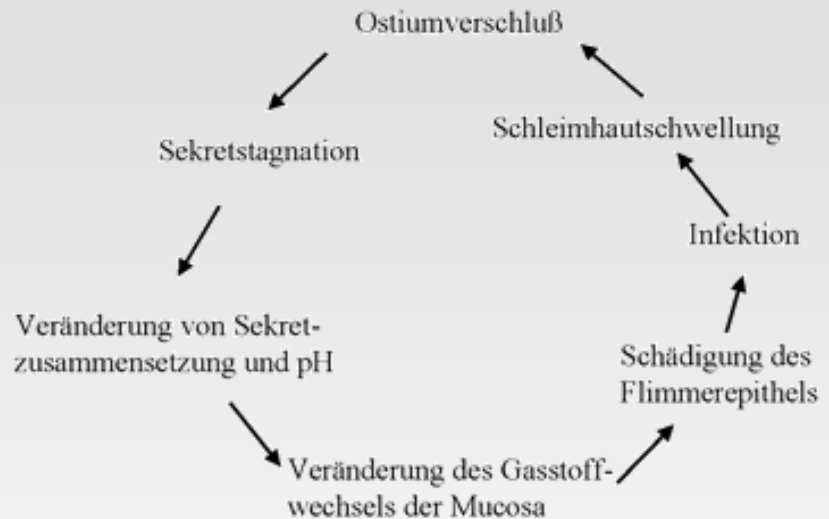 Ostiumverschluß
Schleimhautschwellung
Sekretstagnation
Infektion
Veränderung von Sekret-
zusammensetzung und pH
Schädigung des
Flimmerepithels
Veränderung des Gasstoff-
wechsels der Mucosa